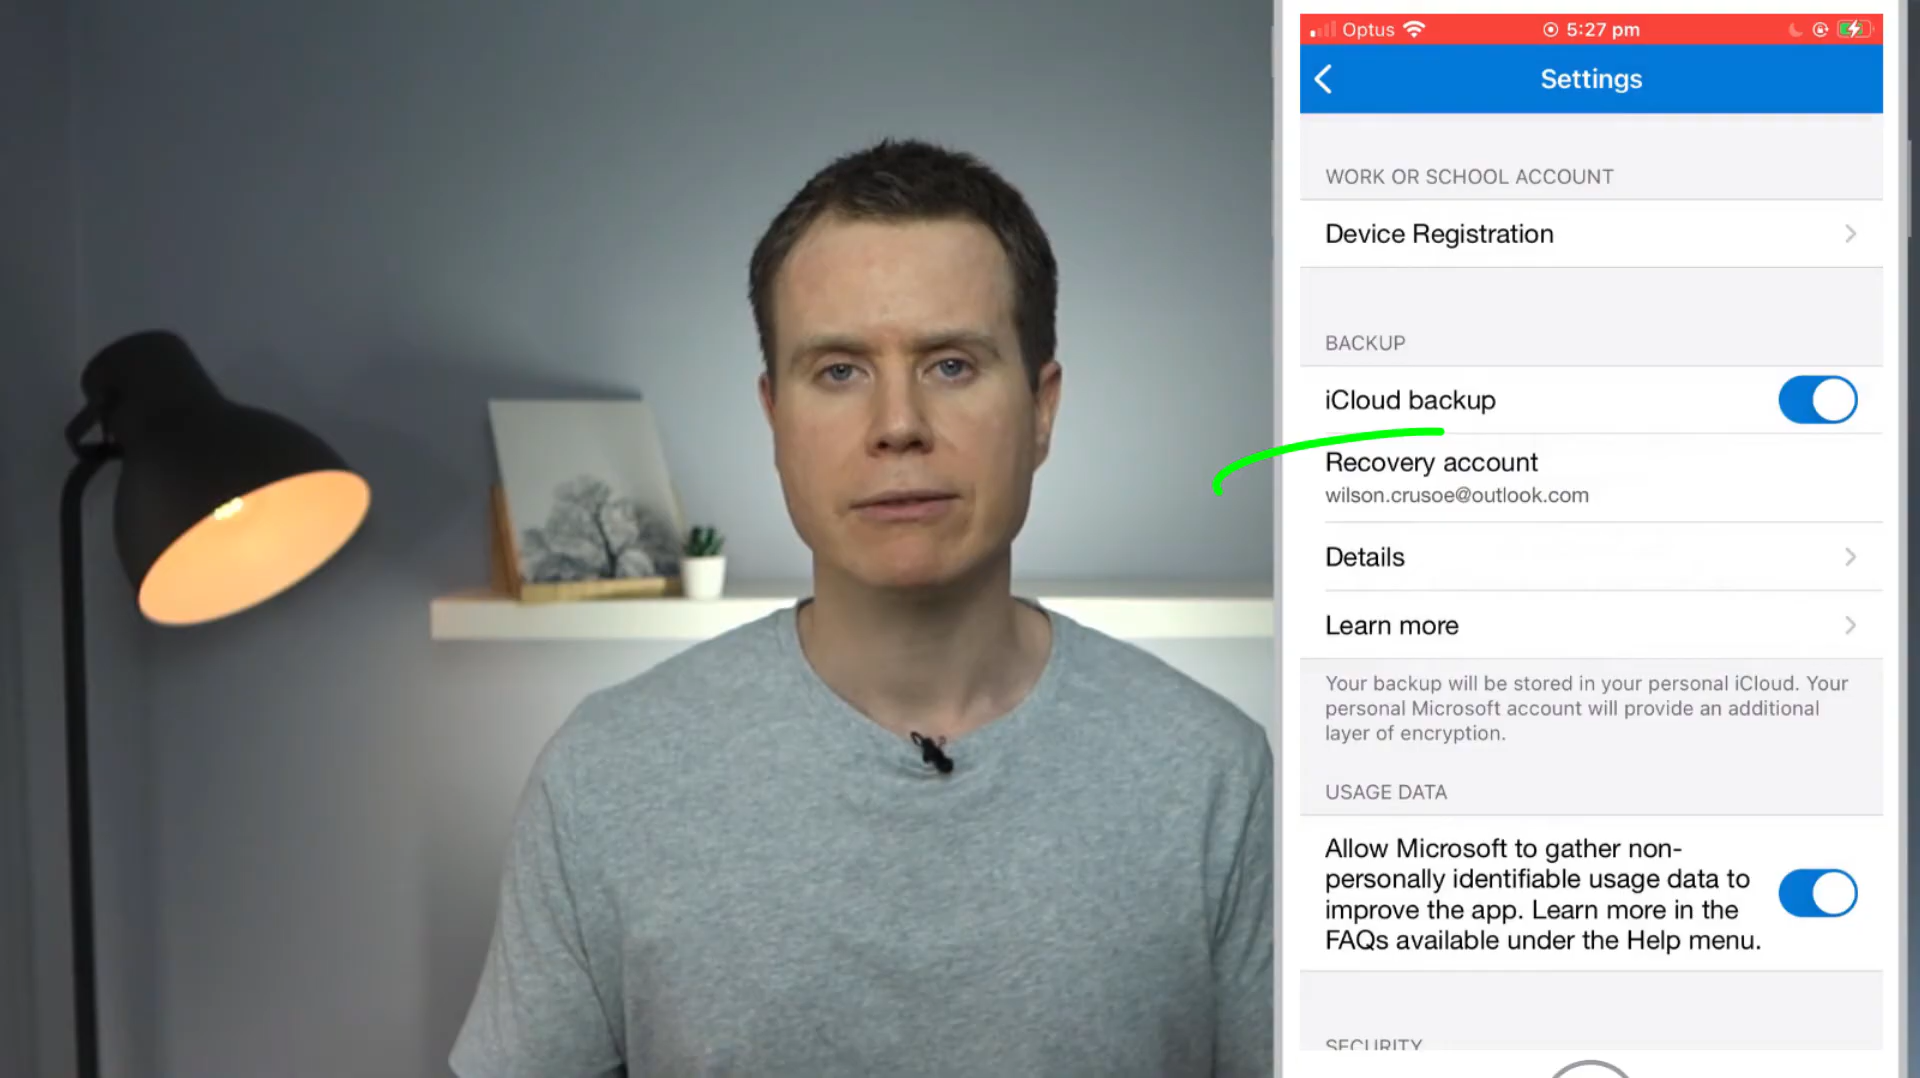 Optus
5:27 pm
Settings
WORK OR SCHOOL ACCOUNT
Device Registration
BACKUP
iCloud backup
Recovery account
wilson.crusoe@outlook.com
Details
Learn more
Your backup will be stored in your personal iCloud. Your
personal Microsoft account will provide an additional
layer of encryption.
USAGE DATA
Allow Microsoft to gather non-
personally identifiable usage data to
improve the app. Learn more in the
FAQs available under the Help menu.
SECURITY